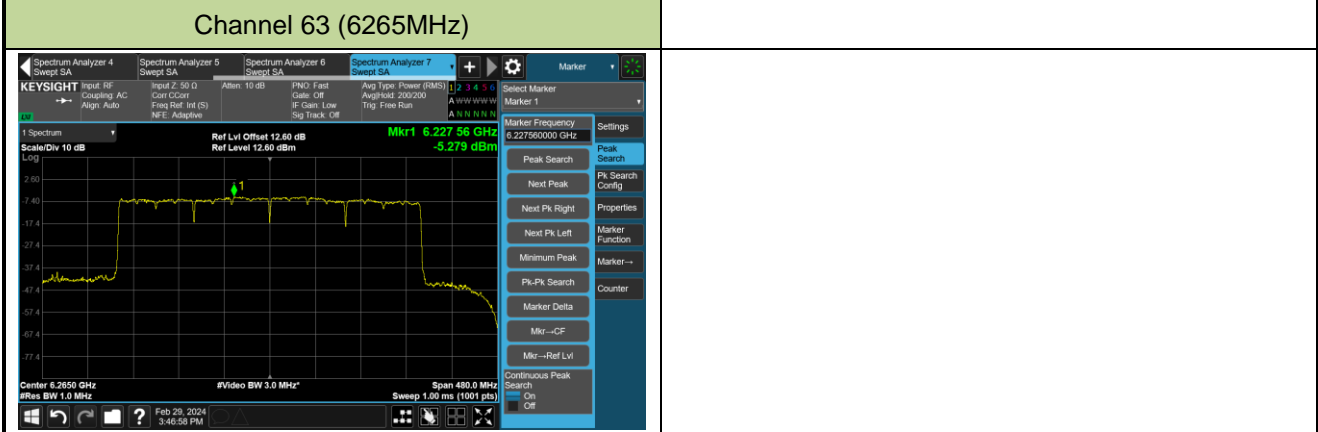 Channel 63 (6265MHz)
Spectrum Analyzer 4
Swept SA
Spectrum Analyzer 5
Swept SA
Spectrum Analyzer 6
Swept SA
Spectrum Analyzer 7
Swept SA
Marker
KEYSIGHT
Input: RF
Coupling: AC
Align: Auto
Input Z: 50 Ω
Corr CCorr
Freq Ref: Int (S)
NFE: Adaptive
Atten: 10 dB
PNO: Fast
Gate: Off
IF Gain: Low
Sig Track: Off
Avg Type: Power (RMS)
Avg|Hold: 200/200
Trig: Free Run
1 2 3 4 5 6
A W W W W W
A N N N N N
LXI
Select Marker
Marker 1
1 Spectrum
Scale/Div 10 dB
Log
Ref Lvl Offset 12.60 dB
Ref Level 12.60 dBm
Mkr1 6.227 56 GHz
-5.279 dBm
2.60
-7.40
-17.4
-27.4
-37.4
-47.4
-57.4
-67.4
-77.4
1
Center 6.2650 GHz
#Res BW 1.0 MHz
#Video BW 3.0 MHz*
Span 480.0 MHz
Sweep 1.00 ms (1001 pts)
Marker Frequency
6.227560000 GHz
Peak Search
Next Peak
Next Pk Right
Next Pk Left
Minimum Peak
Pk-Pk Search
Marker Delta
Mkr→CF
Mkr→Ref Lvl
Continuous Peak
Search
On
Off
Settings
Peak
Search
Pk Search
Config
Properties
Marker
Function
Marker→
Counter
?
Feb 29, 2024
3:46:58 PM